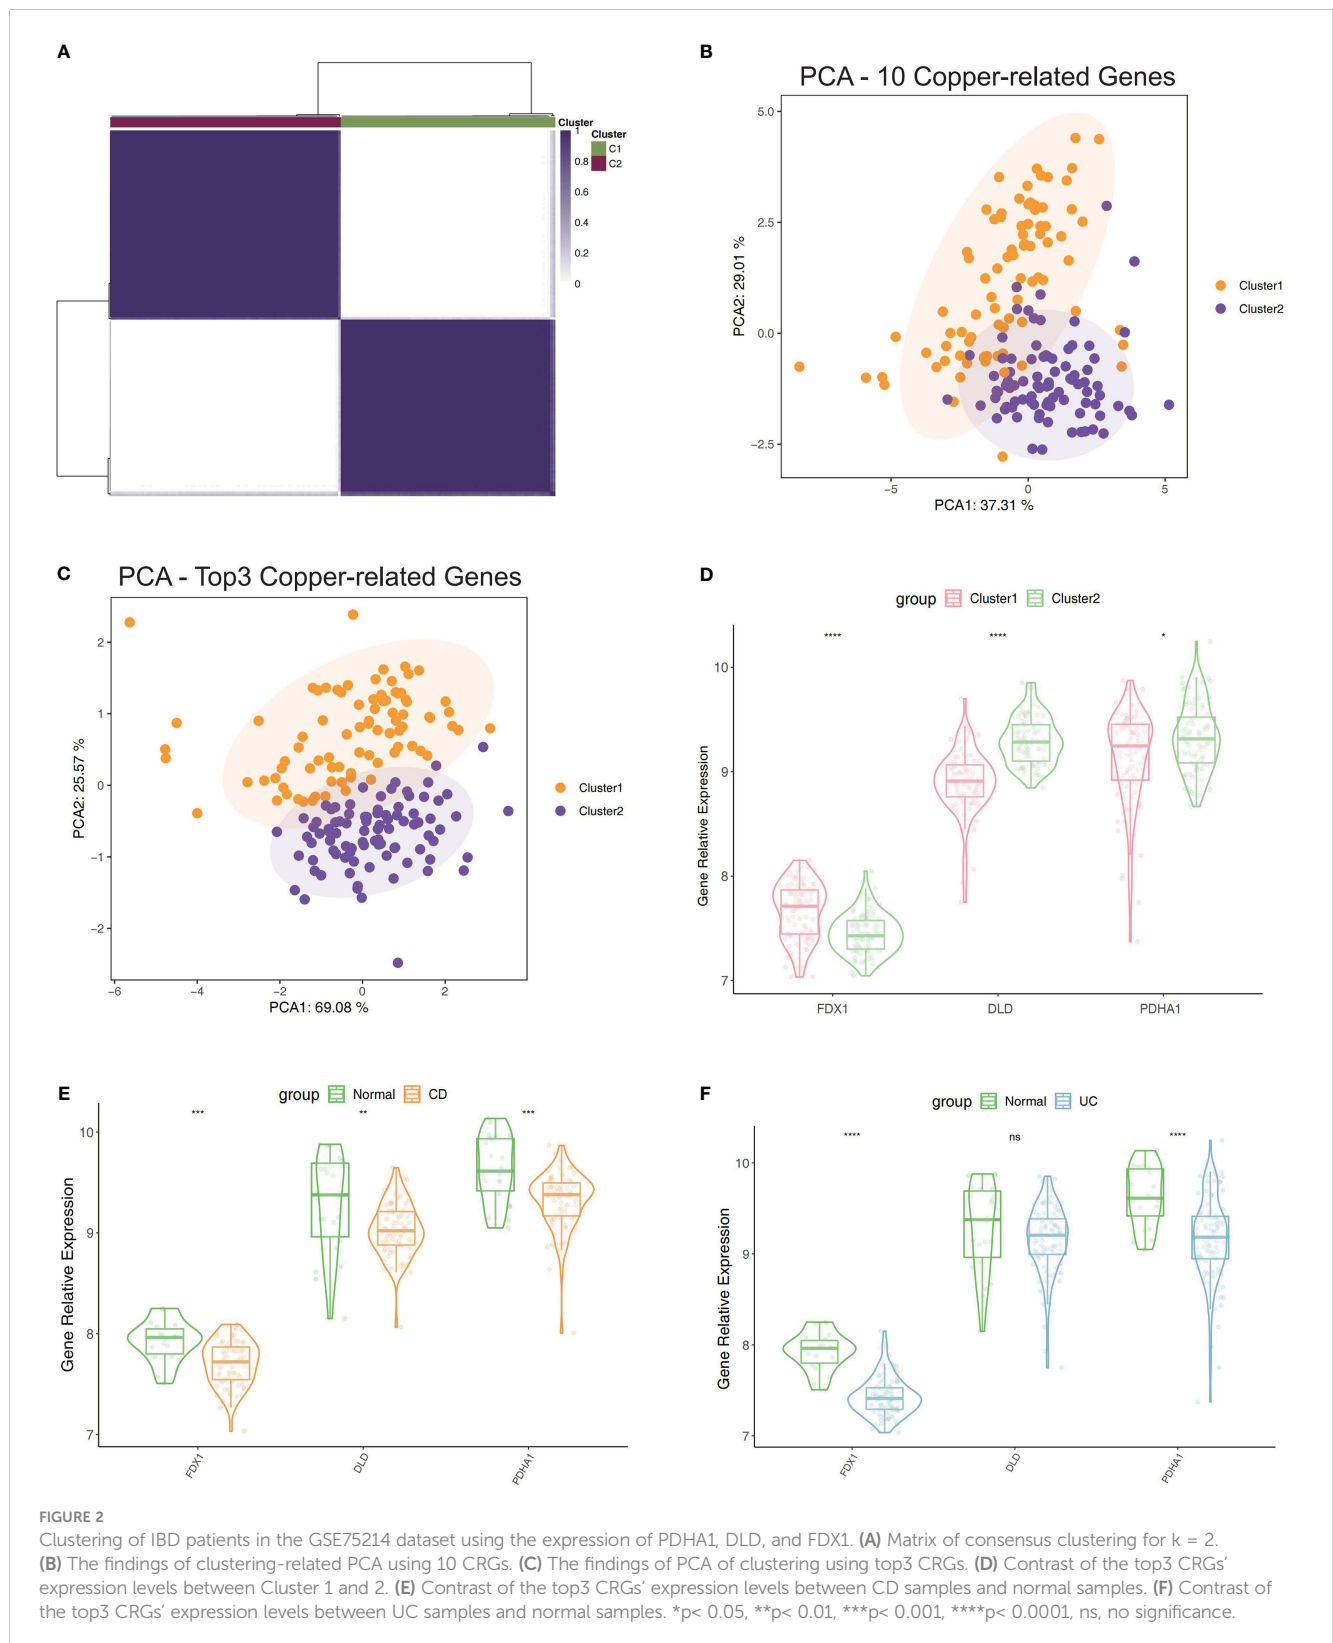 A
Cluster
1
0.8
0.6
0.4
0.2
0
Cluster
C1
C2
B
PCA - 10 Copper-related Genes
5.0
2.5
0.0
−2.5
PCA2: 29.01 %
−5
0
5
PCA1: 37.31 %
Cluster1
Cluster2
C
PCA - Top3 Copper-related Genes
2
1
0
−1
−2
PCA2: 25.57 %
−6
−4
−2
0
2
PCA1: 69.08 %
Cluster1
Cluster2
D
group
Cluster1
Cluster2
****
****
*
10
9
8
7
Gene Relative Expression
FDX1
DLD
PDHA1
E
group
Normal
CD
***
**
***
10
9
8
7
Gene Relative Expression
FDX1
DLD
PDHA1
F
group
Normal
UC
****
ns
****
10
9
8
7
Gene Relative Expression
FDX1
DLD
PDHA1
FIGURE 2
Clustering of IBD patients in the GSE75214 dataset using the expression of PDHA1, DLD, and FDX1. (A) Matrix of consensus clustering for k = 2.
(B) The findings of clustering-related PCA using 10 CRGs. (C) The findings of PCA of clustering using top3 CRGs. (D) Contrast of the top3 CRGs’
expression levels between Cluster 1 and 2. (E) Contrast of the top3 CRGs’ expression levels between CD samples and normal samples. (F) Contrast of
the top3 CRGs’ expression levels between UC samples and normal samples. *p< 0.05, **p< 0.01, ***p< 0.001, ****p< 0.0001, ns, no significance.